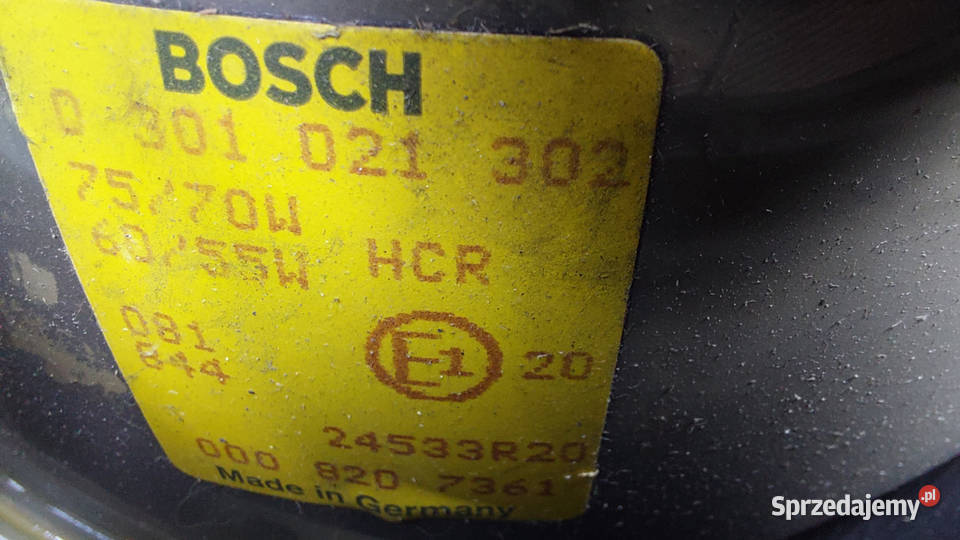 BOSCH
0 301 021 302
75/70W
60/55W HCR
081
844
E1 20
24533R20
000 820 7361
Made in Germany
Sprzedajemy.pl